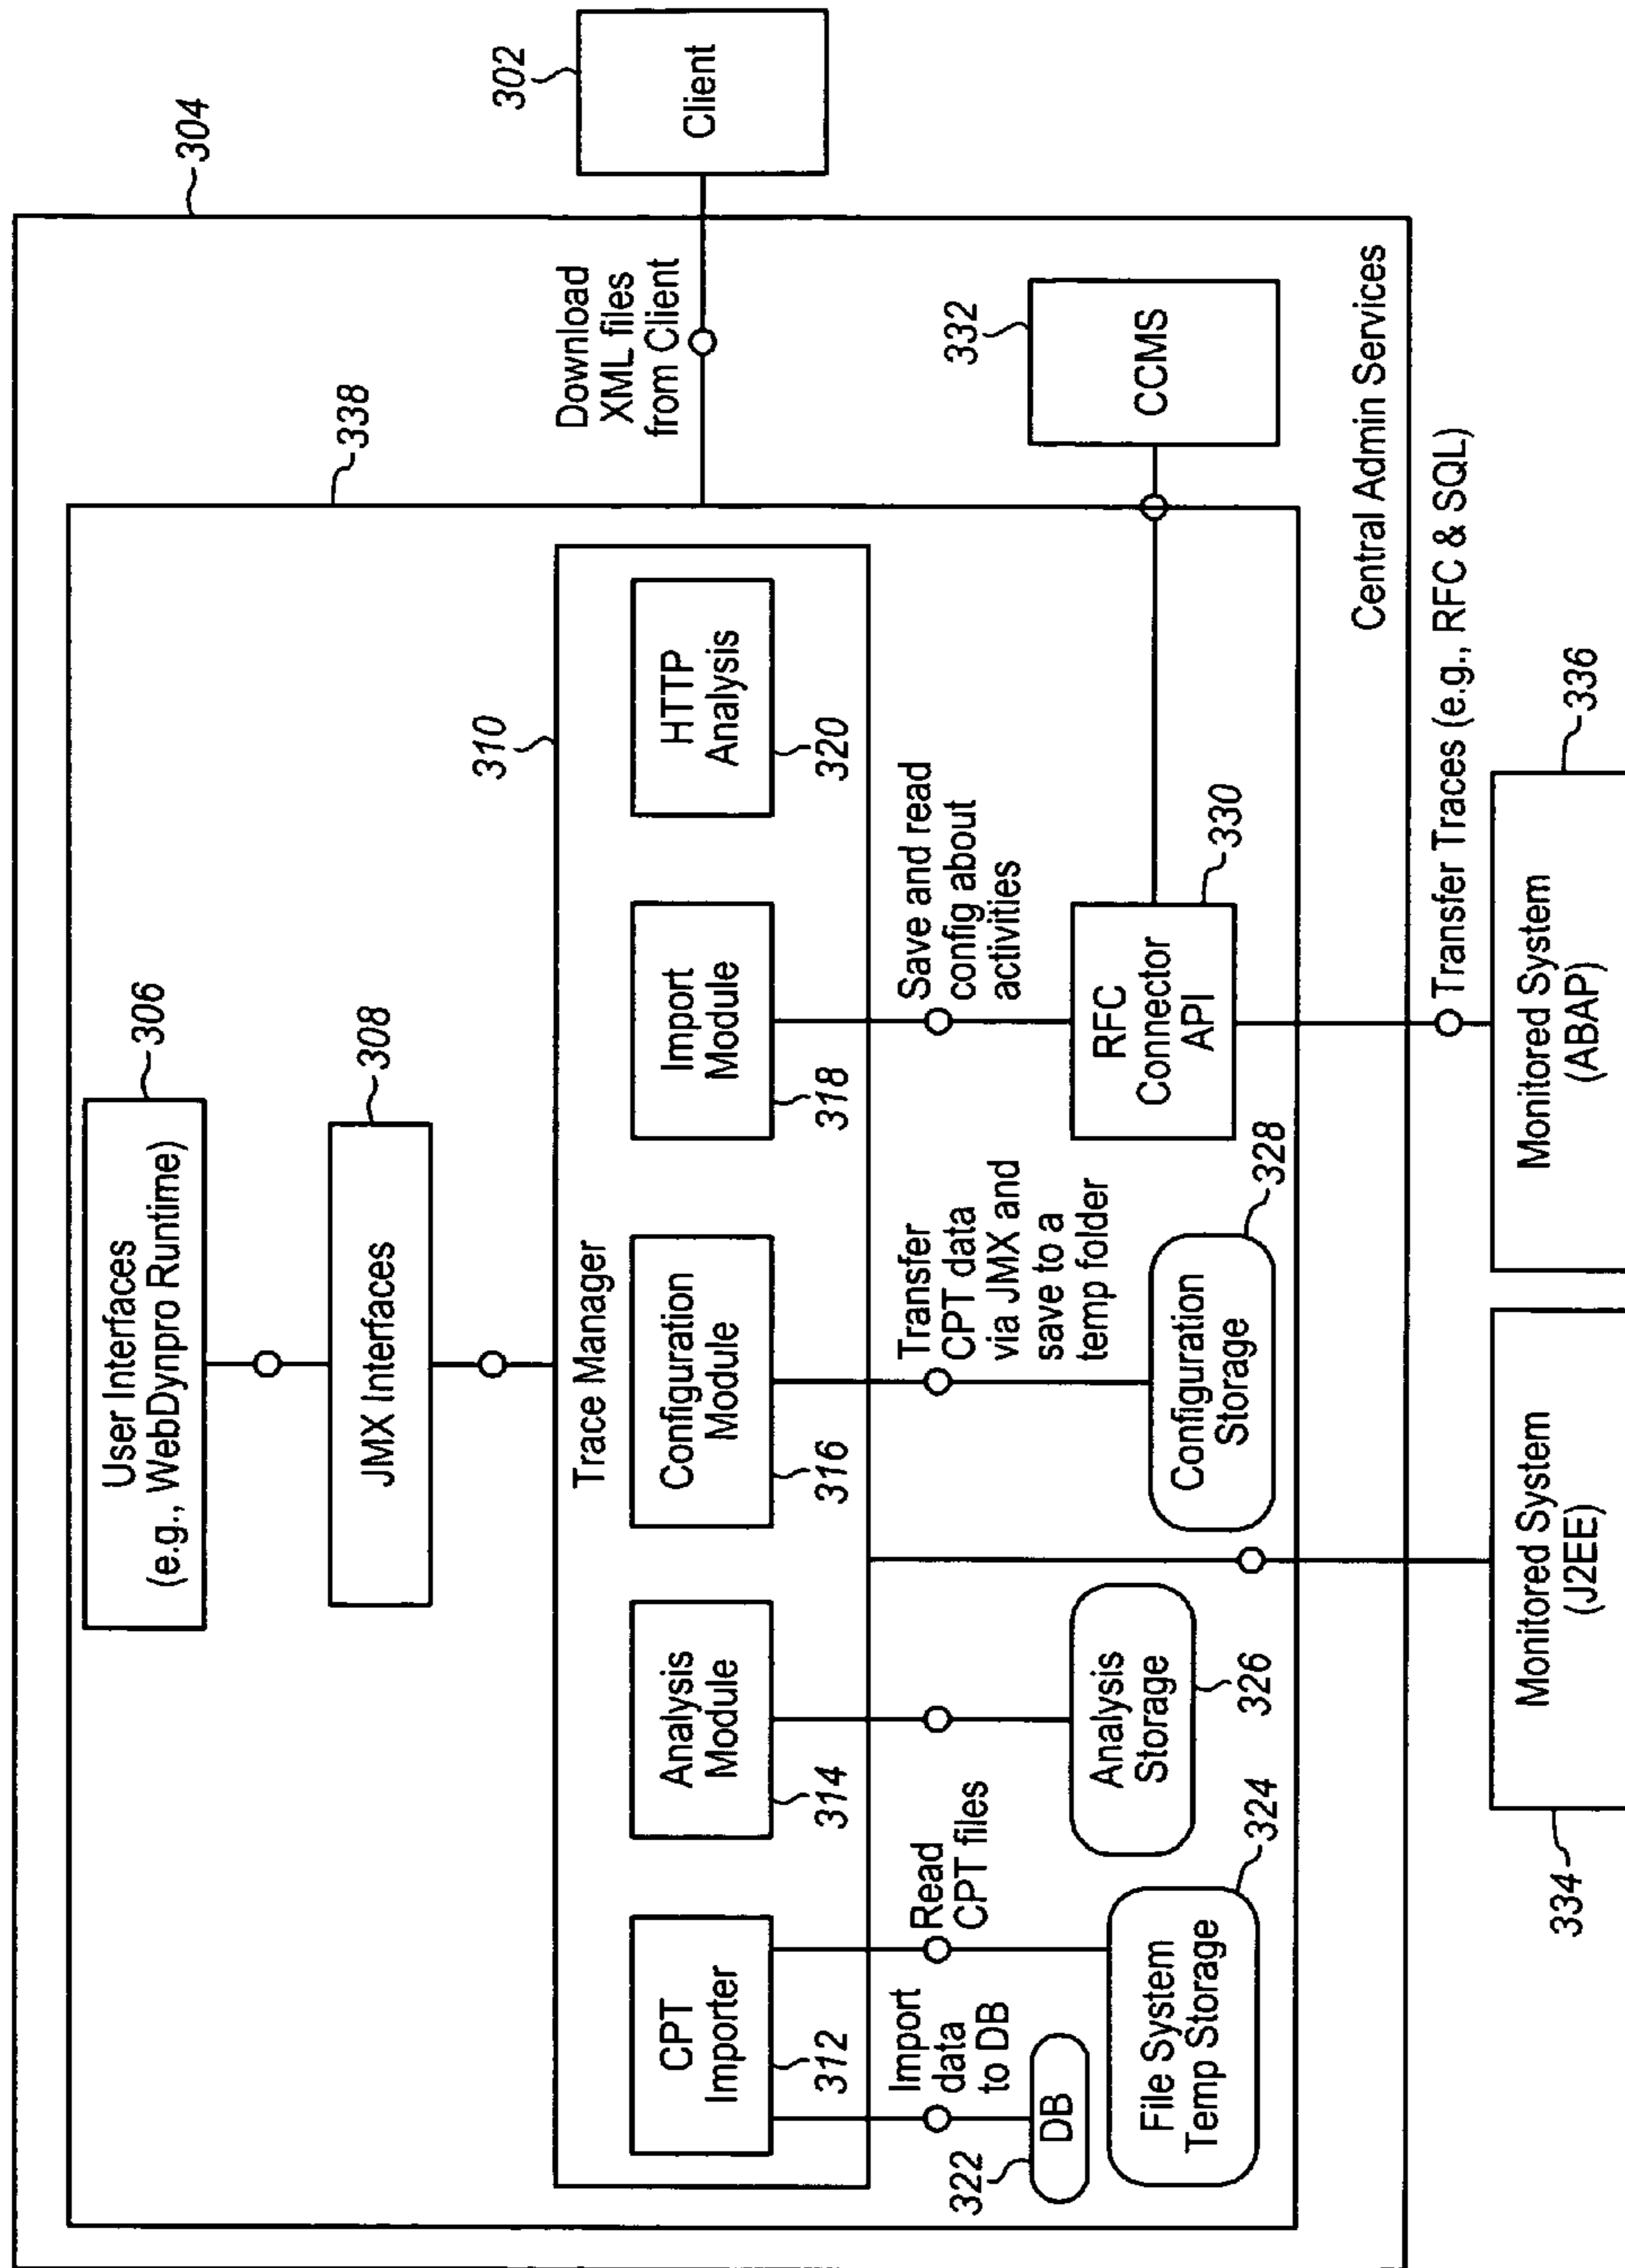 304
302
Client
Download
XML files
from Client
338
User Interfaces
(e.g., WebDynpro Runtime)
306
JMX Interfaces
308
Trace Manager
310
CPT
Importer
312
Analysis
Module
314
Configuration
Module
316
Import
Module
318
HTTP
Analysis
320
Import
data
to DB
Read
CPT files
Transfer
CPT data
via JMX and
save to a
temp folder
Save and read
config about
activities
322
DB
File System
Temp Storage
324
Analysis
Storage
326
Configuration
Storage
328
RFC
Connector
API
330
332
CCMS
Central Admin Services
Transfer Traces (e.g., RFC & SQL)
334
Monitored System
(J2EE)
Monitored System
(ABAP)
336